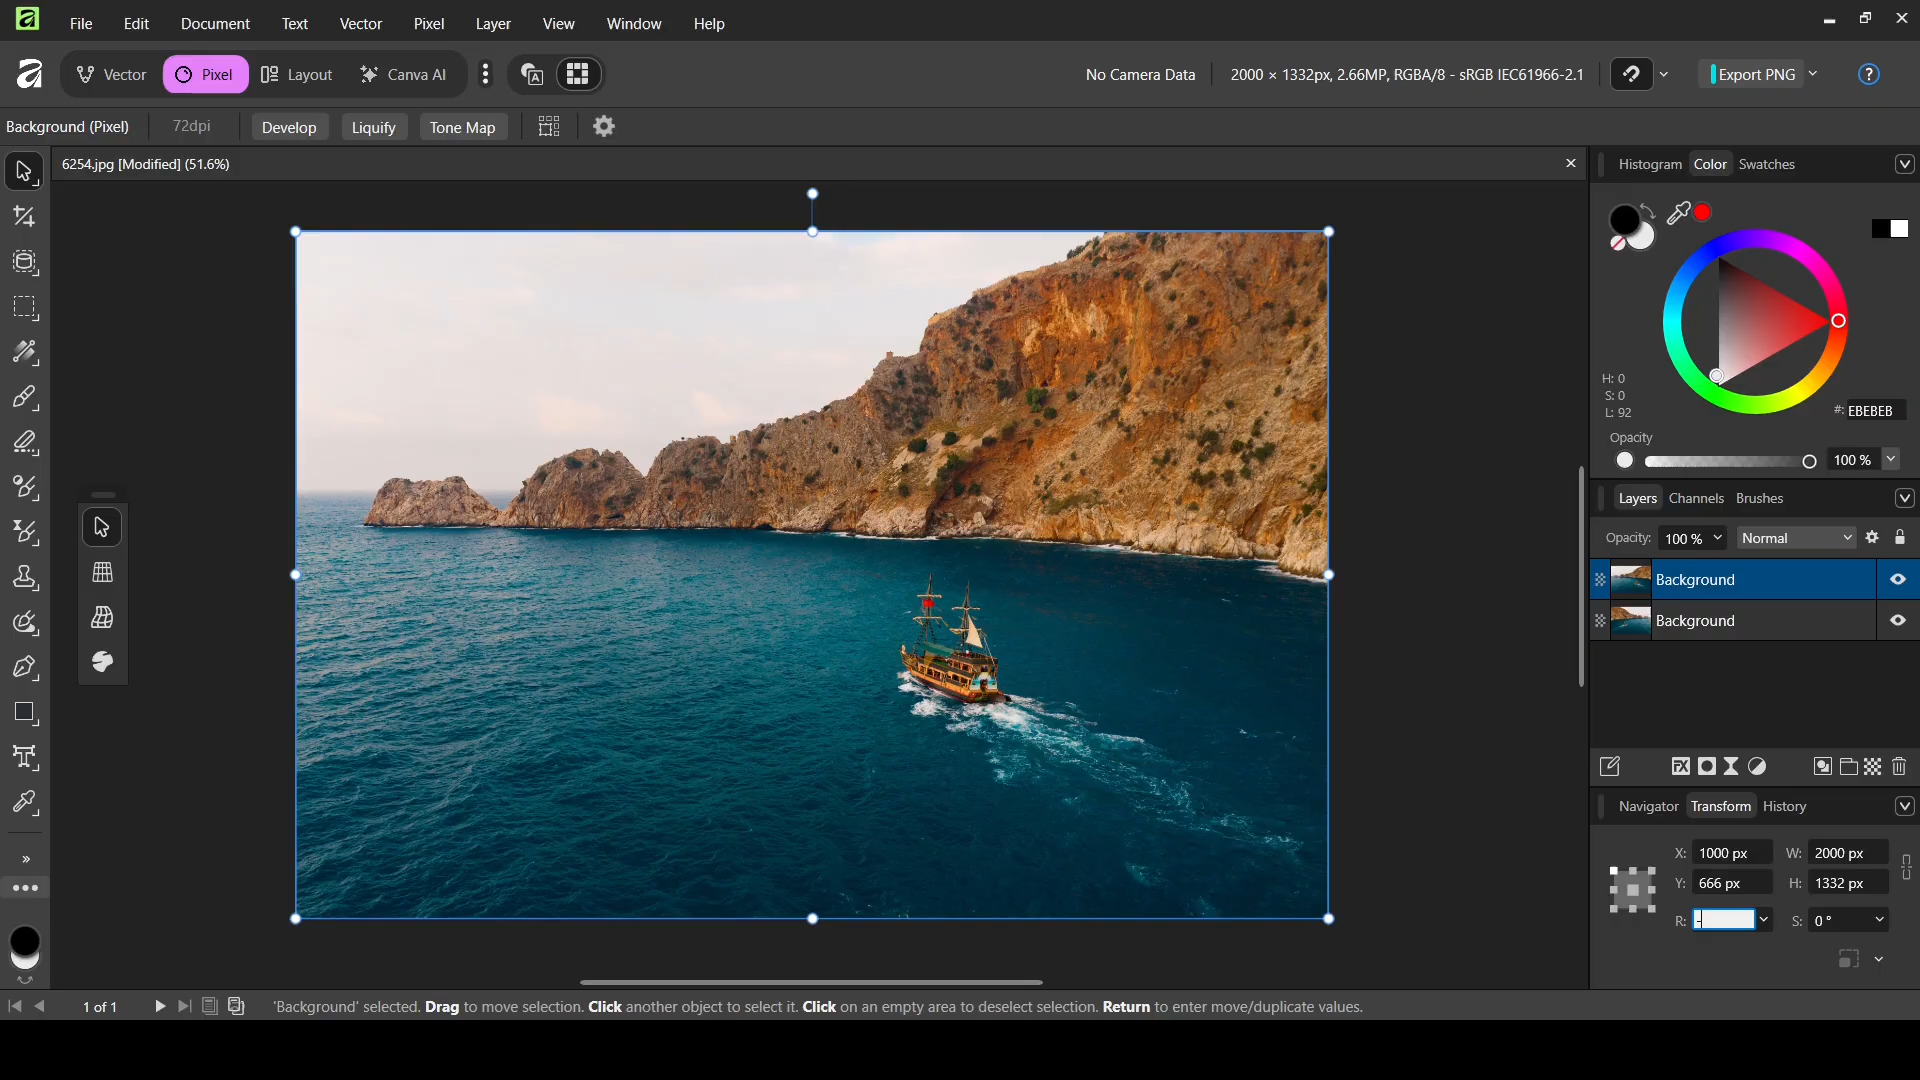 File Edit Document Text Vector Pixel Layer View Window Help
Vector Pixel Layout Canva AI No Camera Data 2000 × 1332px, 2.66MP, RGBA/8 - sRGB IEC61966-2.1 Export PNG ?
Background (Pixel) 72dpi Develop Liquify Tone Map
6254.jpg [Modified] (51.6%)
Histogram Color Swatches
H: 0
S: 0
L: 92
#: EBEBEB
Opacity
100 %
Layers Channels Brushes
Opacity: 100 % Normal
Background
Background
Navigator Transform History
X: 1000 px W: 2000 px
Y: 666 px H: 1332 px
R: - S: 0 °
1 of 1 'Background' selected. Drag to move selection. Click another object to select it. Click on an empty area to deselect selection. Return to enter move/duplicate values.